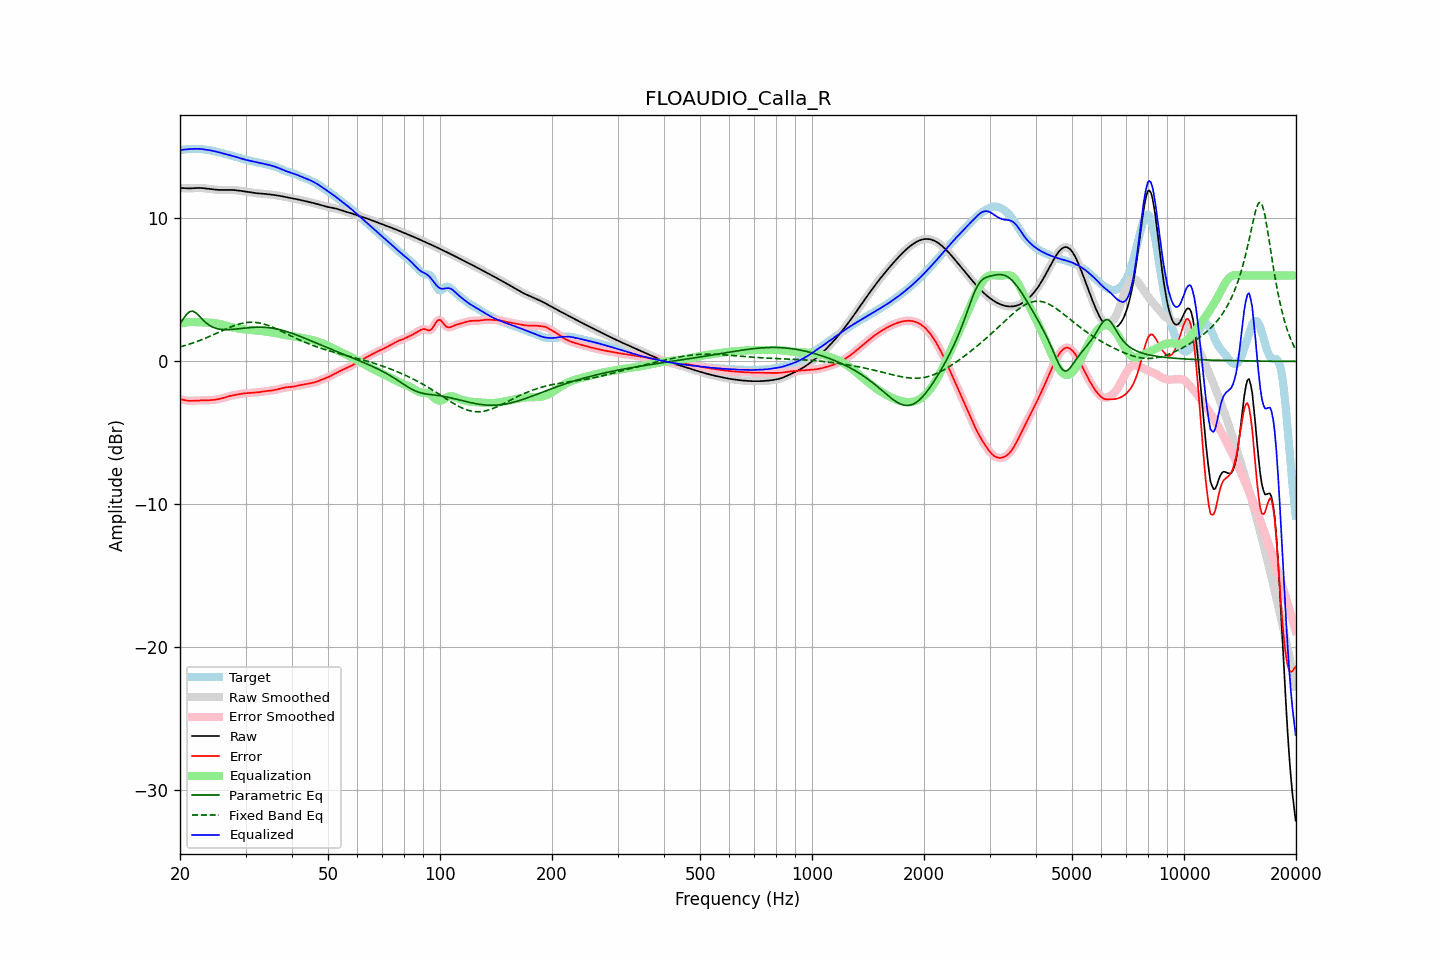 FLOAUDIO_Calla_R
Amplitude (dBr)
10
0
−10
−20
−30
Target
Raw Smoothed
Error Smoothed
Raw
Error
Equalization
Parametric Eq
Fixed Band Eq
Equalized
20 50 100 200 500 1000 2000 5000 10000 20000
Frequency (Hz)